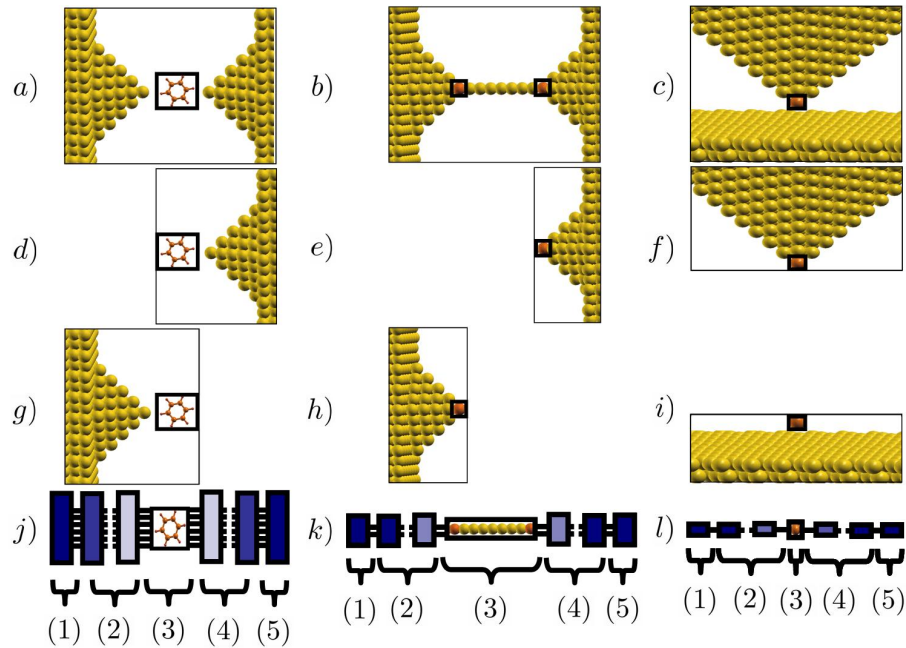 a) b) c)
d) e) f)
g) h) i)
j) k) l)
(1) (2) (3) (4) (5) (1) (2) (3) (4) (5) (1) (2) (3) (4) (5)